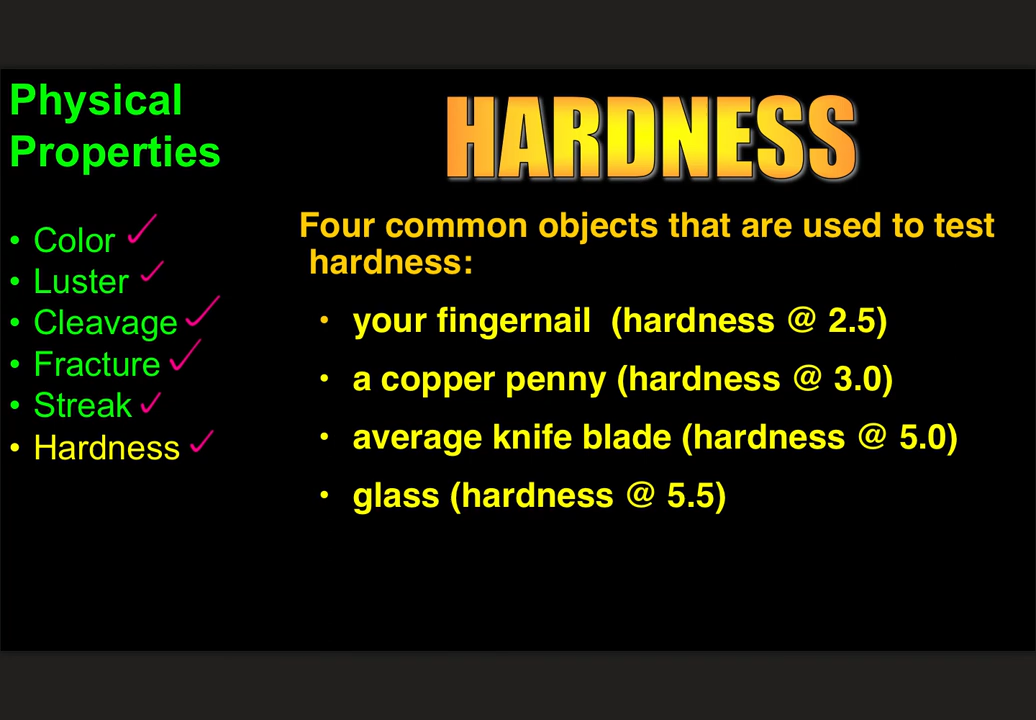 Physical
Properties
• Color
• Luster
• Cleavage
• Fracture
• Streak
• Hardness
HARDNESS
Four common objects that are used to test
hardness:
• your fingernail (hardness @ 2.5)
• a copper penny (hardness @ 3.0)
• average knife blade (hardness @ 5.0)
• glass (hardness @ 5.5)